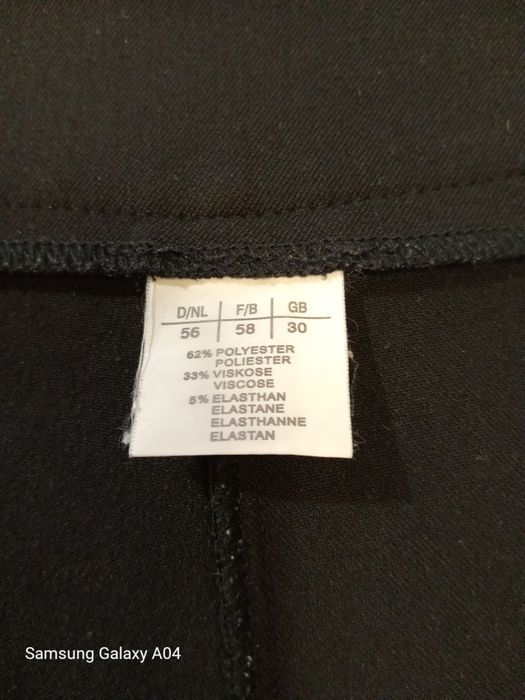 D/NL F/B GB
56 58 30
62% POLYESTER
POLIESTER
33% VISKOSE
VISCOSE
5% ELASTHAN
ELASTANE
ELASTHANNE
ELASTAN
Samsung Galaxy A04